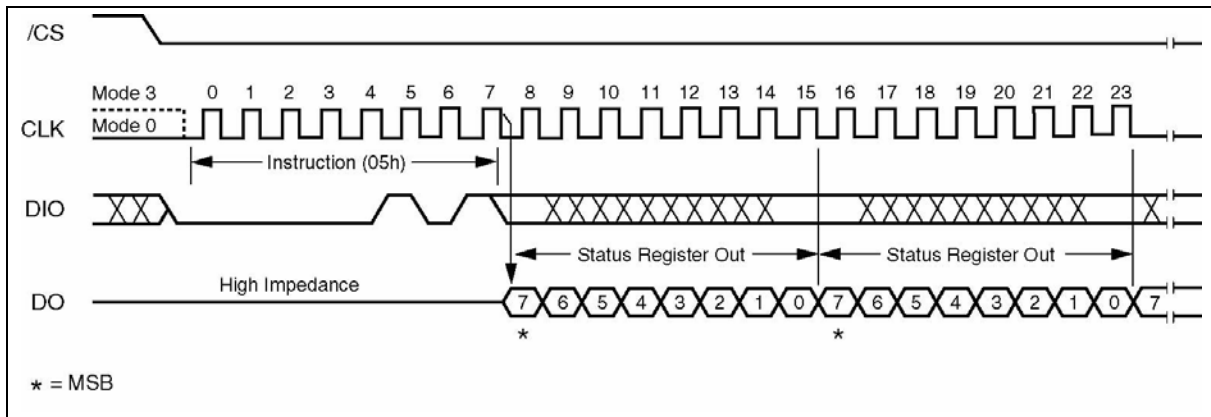 /CS
Mode 3
0 1 2 3 4 5 6 7 8 9 10 11 12 13 14 15 16 17 18 19 20 21 22 23
CLK
Mode 0
Instruction (05h)
DIO
Status Register Out
Status Register Out
High Impedance
DO
7 6 5 4 3 2 1 0 7 6 5 4 3 2 1 0 7
* *
* = MSB